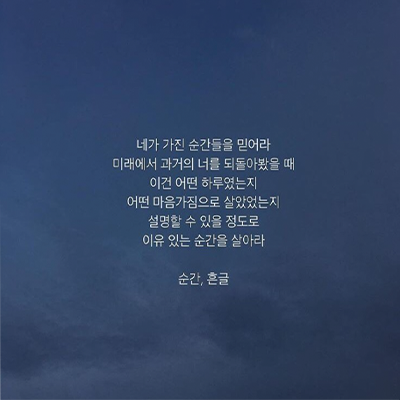 네가 가진 순간들을 믿어라
미래에서 과거의 너를 되돌아봤을 때
이건 어떤 하루였는지
어떤 마음가짐으로 살았었는지
설명할 수 있을 정도로
이유 있는 순간을 살아라
순간, 흔글